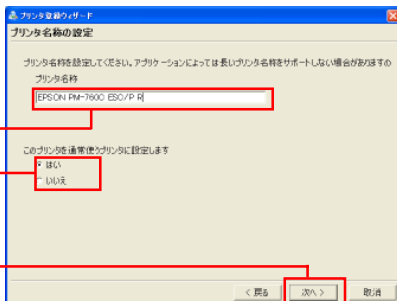 プリンタ登録ウィザード
プリンタ名称の設定
プリンタ名称を設定してください。アプリケーションによっては長いプリンタ名称をサポートしない場合がありますの
プリンタ名称
EPSON PM-7600 ESC/P R
このプリンタを通常使うプリンタに設定します
はい
いいえ
< 戻る 次へ > 取消